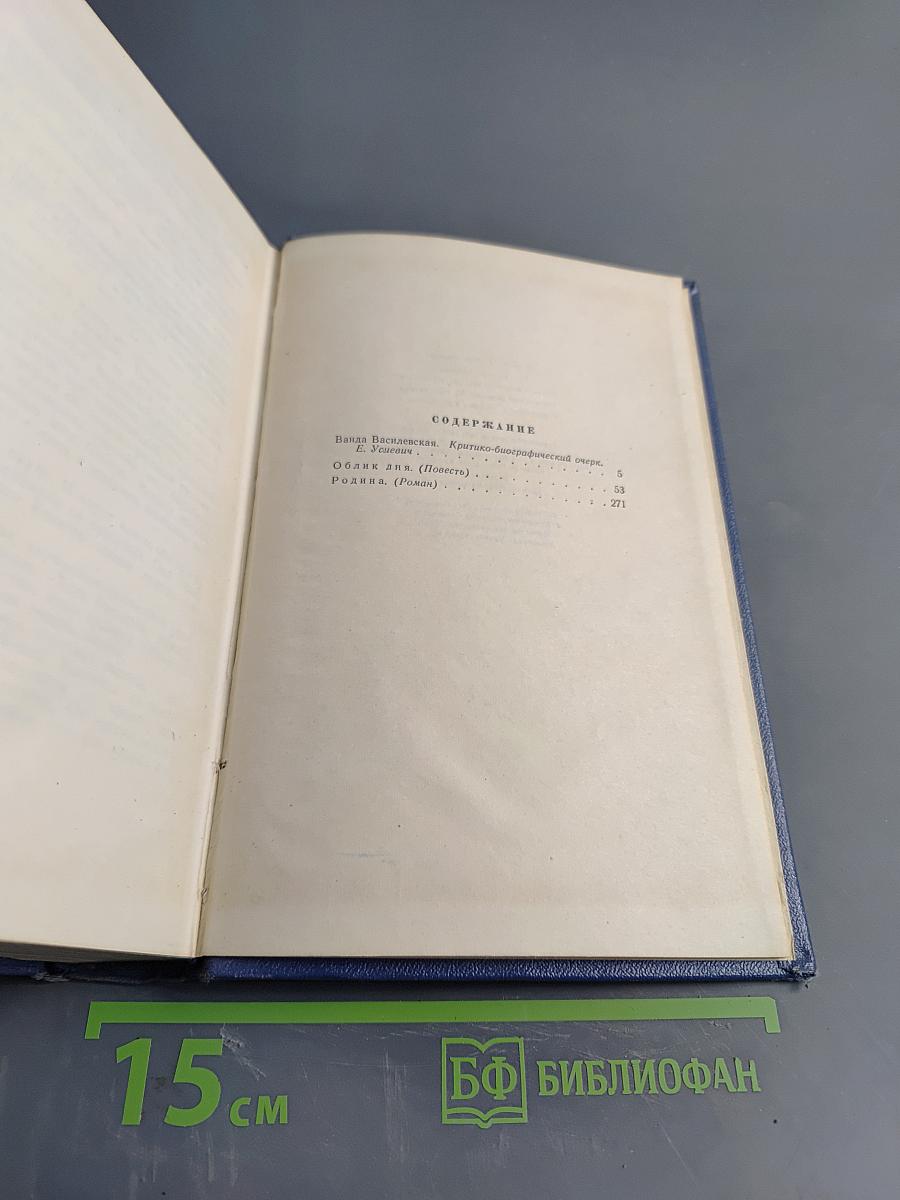 СОДЕРЖАНИЕ
Ванда Василевская. Критико-биографический очерк.
Е. Усиевич . . . . . . . . . . . . . . . 5
Облик дня. (Повесть) . . . . . . . . . . . 53
Родина. (Роман) . . . . . . . . . . . . . 271
15 см
БФ БИБЛИОФАН